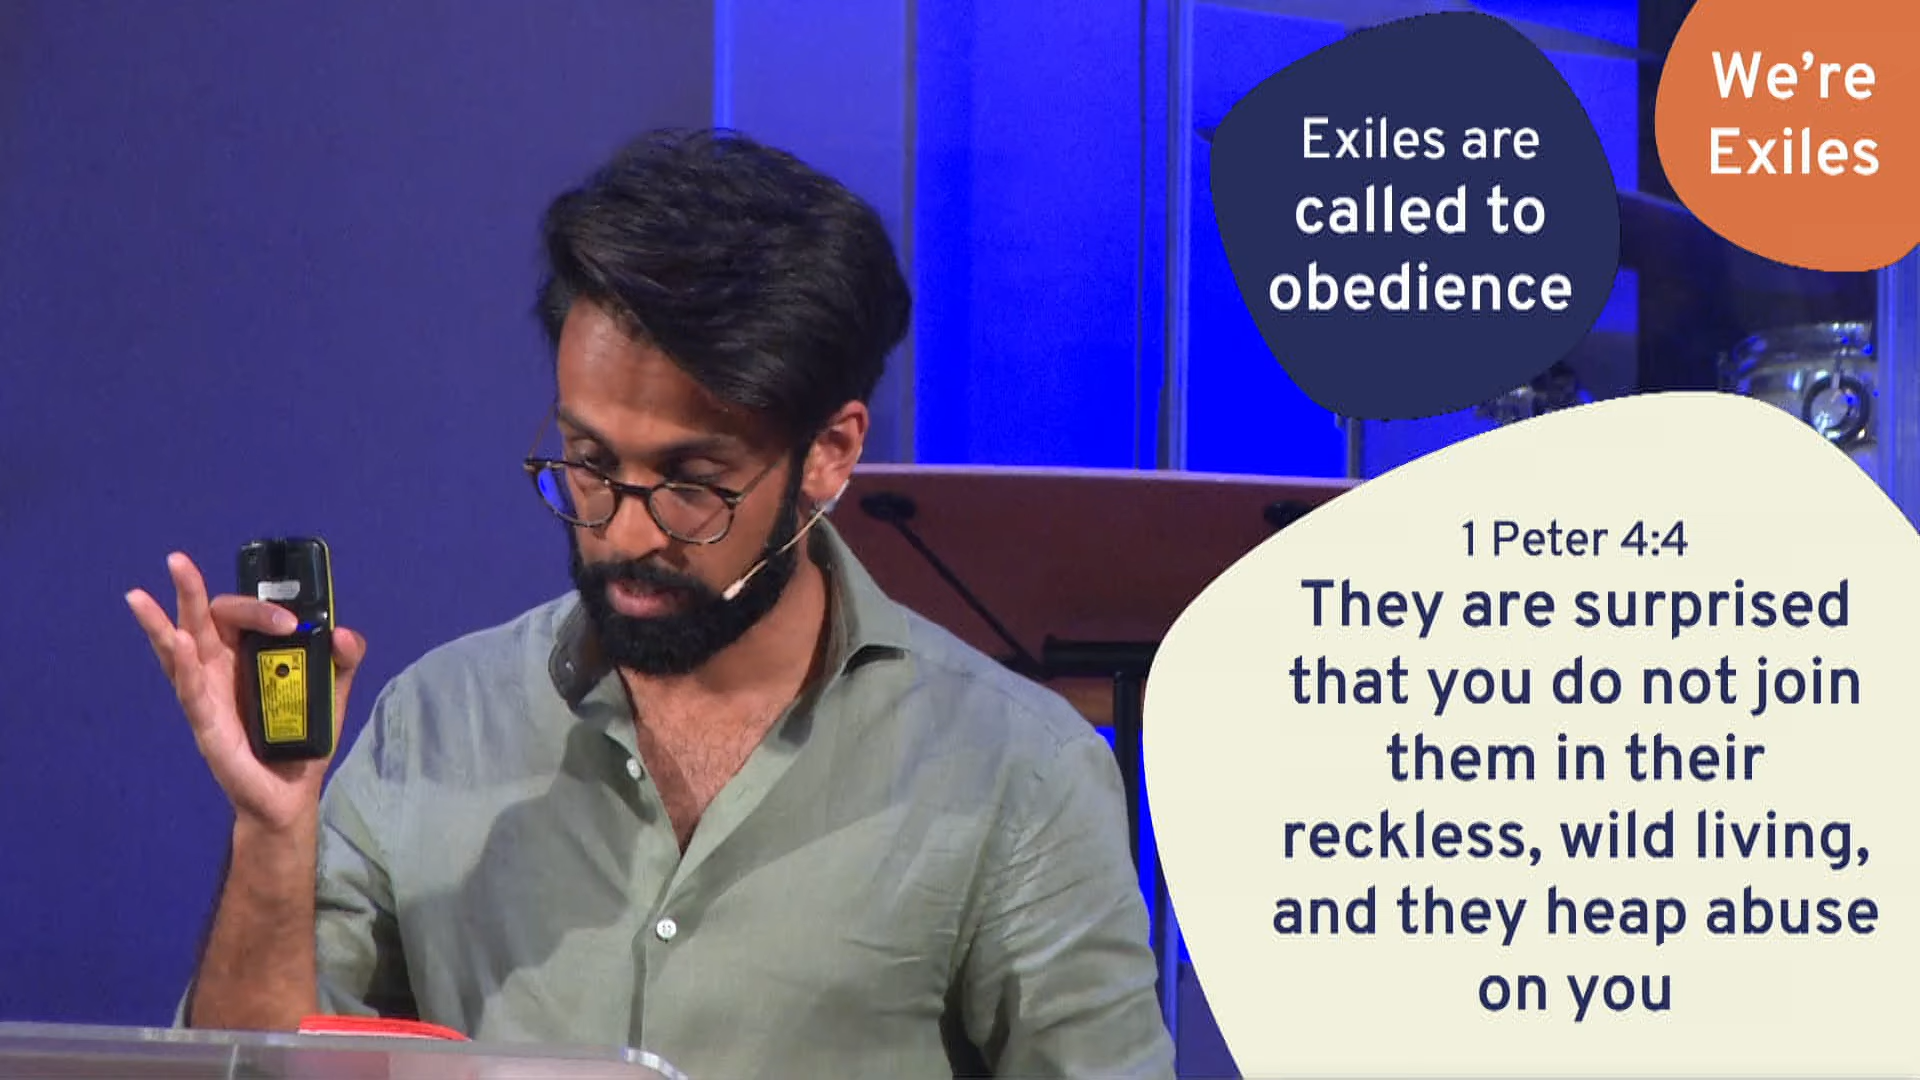 We're
Exiles
Exiles are
called to
obedience
1 Peter 4:4
They are surprised
that you do not join
them in their
reckless, wild living,
and they heap abuse
on you